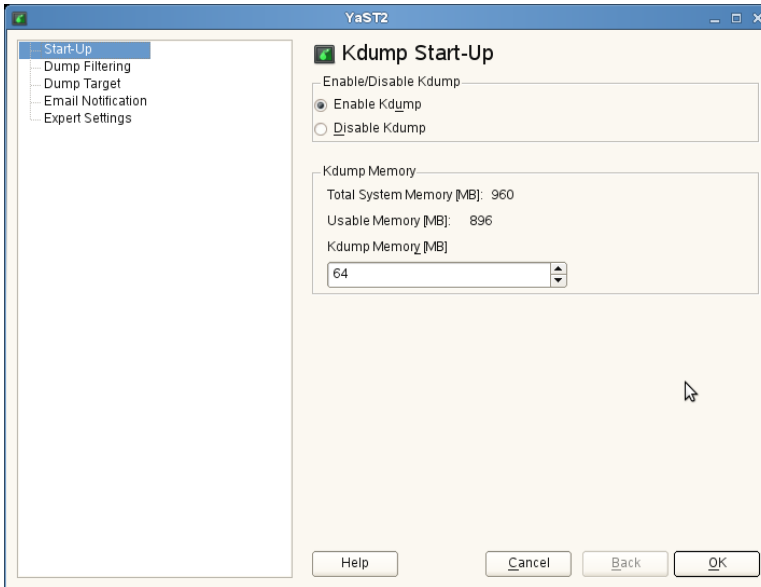 YaST2
Start-Up
Dump Filtering
Dump Target
Email Notification
Expert Settings
Kdump Start-Up
Enable/Disable Kdump
Enable Kdump
Disable Kdump
Kdump Memory
Total System Memory [MB]: 960
Usable Memory [MB]: 896
Kdump Memory [MB]
64
Help
Cancel
Back
OK